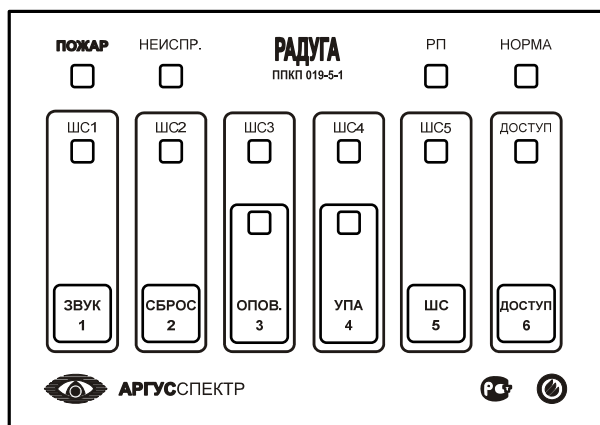 ПОЖАР НЕИСПР. РАДУГА РП НОРМА
ППКП 019-5-1
ШС1 ШС2 ШС3 ШС4 ШС5 ДОСТУП
ЗВУК СБРОС ОПОВ. УПА ШС ДОСТУП
1 2 3 4 5 6
АРГУССПЕКТР